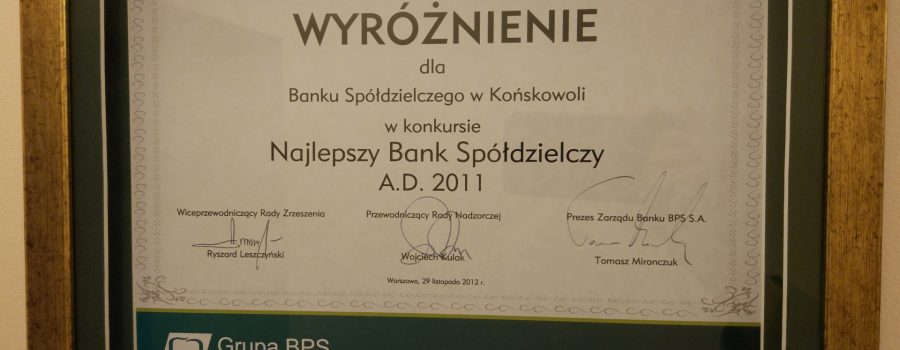 WYRÓŻNIENIE
dla
Banku Spółdzielczego w Końskowoli
w konkursie
Najlepszy Bank Spółdzielczy
A.D. 2011
Wiceprzewodniczący Rady Zrzeszenia
Ryszard Leszczyński
Przewodniczący Rady Nadzorczej
Wojciech Kulak
Prezes Zarządu Banku BPS S.A.
Tomasz Mironczuk
Warszawa, 29 listopada 2012 r.
Grupa BPS